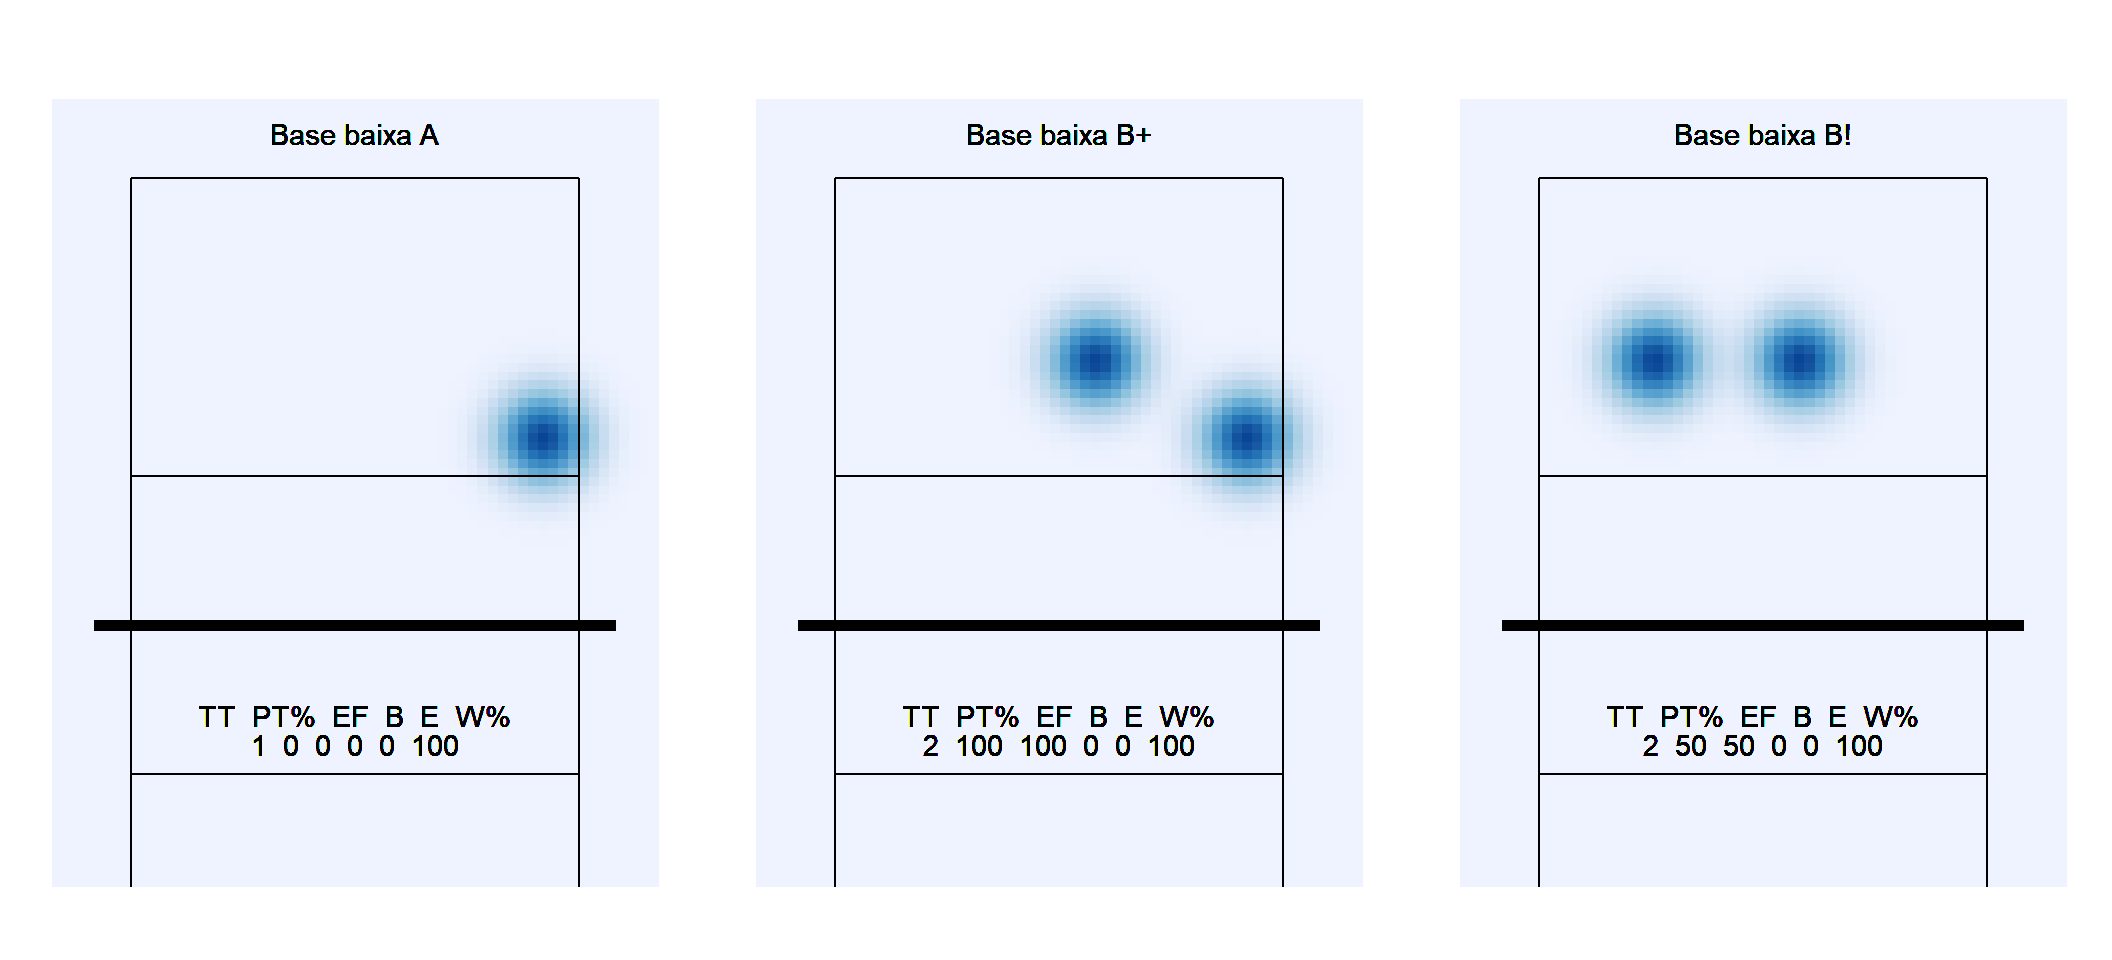 Base baixa A
TT PT% EF B E W%
1 0 0 0 0 100
Base baixa B+
TT PT% EF B E W%
2 100 100 0 0 100
Base baixa B!
TT PT% EF B E W%
2 50 50 0 0 100